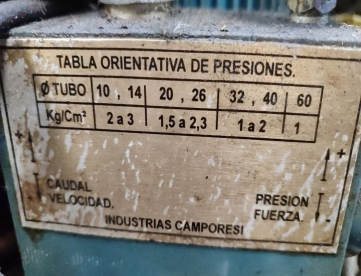 TABLA ORIENTATIVA DE PRESIONES.
Ø TUBO 10 , 14 20 , 26 32 , 40 60
Kg/Cm² 2 a 3 1,5 a 2,3 1 a 2 1
+ +
CAUDAL PRESION
VELOCIDAD. FUERZA -
INDUSTRIAS CAMPORESI